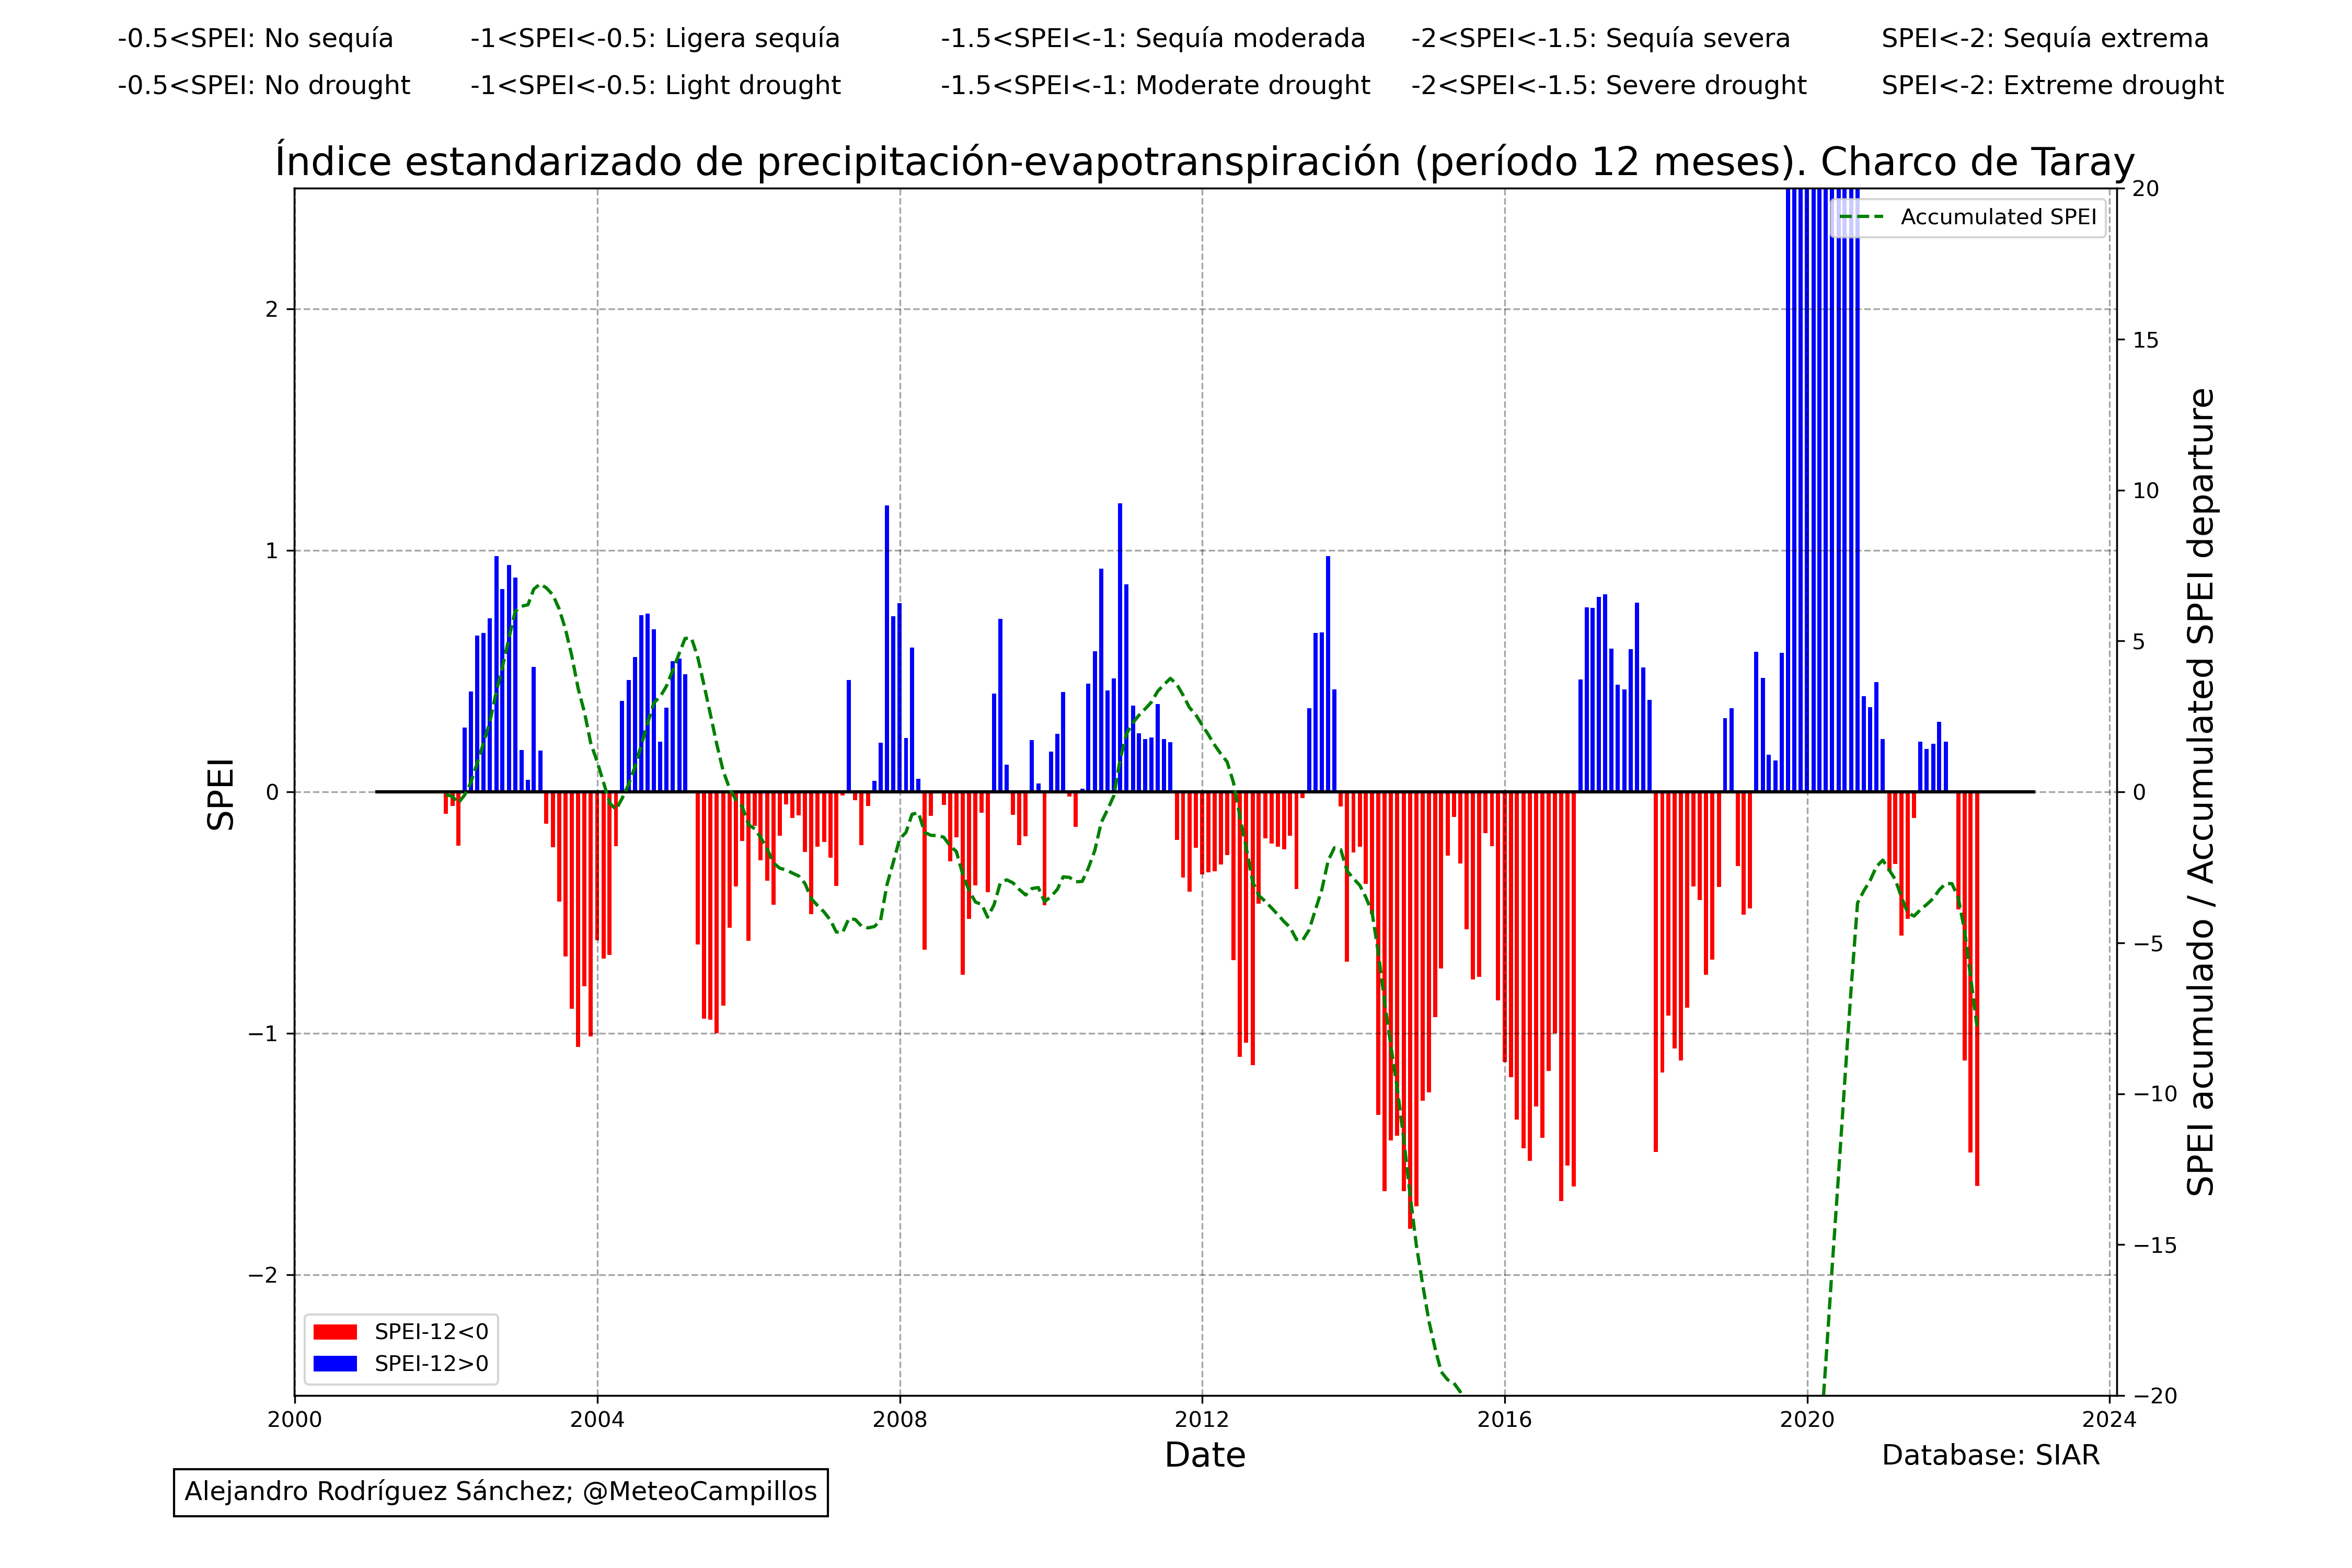 -0.5<SPEI: No sequía -1<SPEI<-0.5: Ligera sequía -1.5<SPEI<-1: Sequía moderada -2<SPEI<-1.5: Sequía severa SPEI<-2: Sequía extrema
-0.5<SPEI: No drought -1<SPEI<-0.5: Light drought -1.5<SPEI<-1: Moderate drought -2<SPEI<-1.5: Severe drought SPEI<-2: Extreme drought
Índice estandarizado de precipitación-evapotranspiración (período 12 meses). Charco de Taray
Accumulated SPEI
SPEI
2
1
0
−1
−2
20
15
10
5
0
−5
−10
−15
−20
SPEI acumulado / Accumulated SPEI departure
SPEI-12<0
SPEI-12>0
2000 2004 2008 2012 2016 2020 2024
Date
Database: SIAR
Alejandro Rodríguez Sánchez; @MeteoCampillos